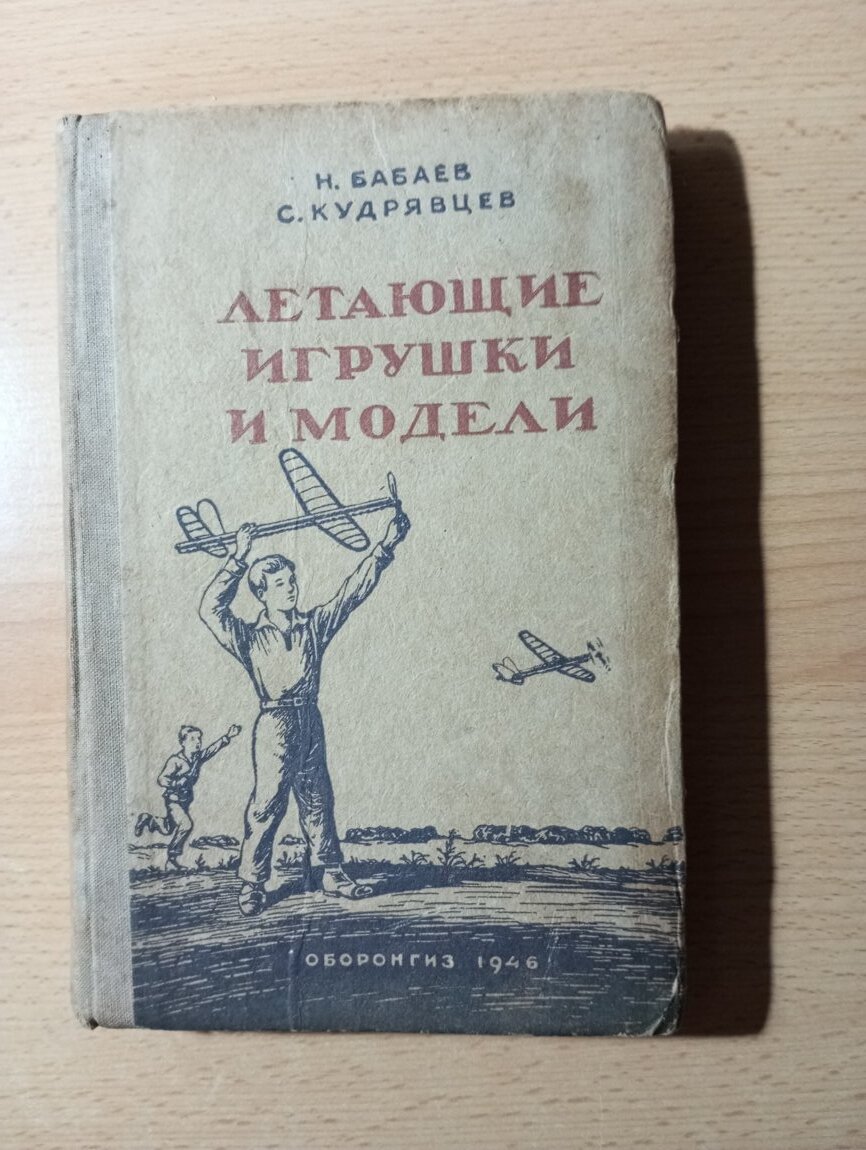 Н. БАБАЕВ
С. КУДРЯВЦЕВ
ЛЕТАЮЩИЕ
ИГРУШКИ
И МОДЕЛИ
ОБОРОНГИЗ 1946